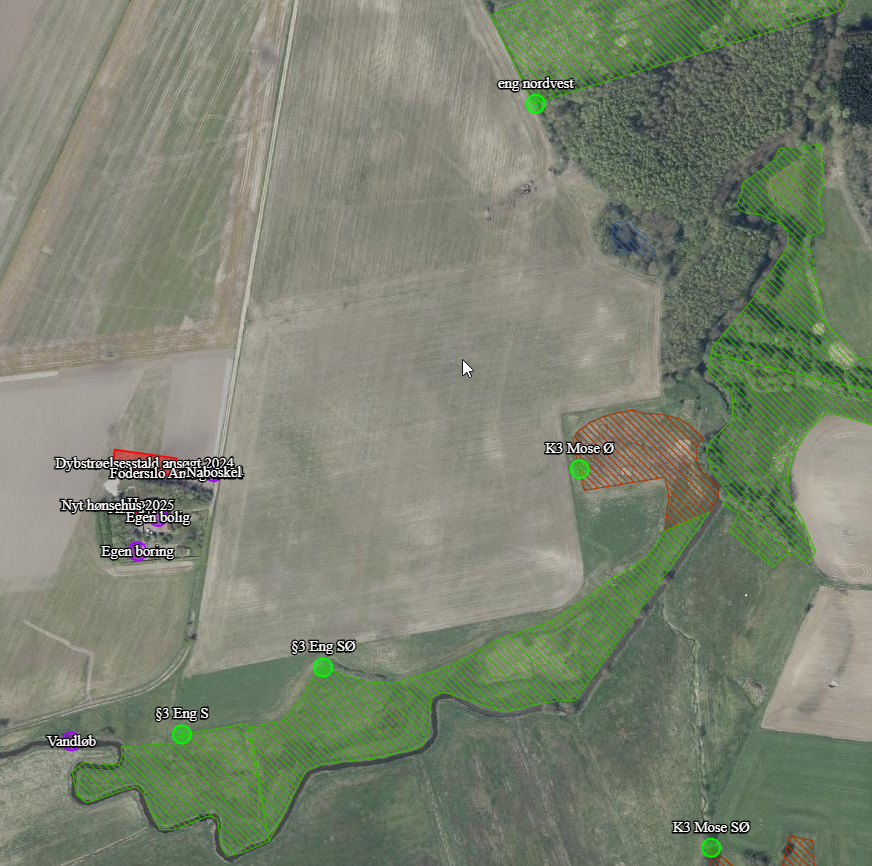 eng nordvest
K3 Mose Ø
Dybstrøelsesstald ansøgt 2024
Fodersilo
Naboskel
Nyt hønsehus 2025
Egen bolig
Egen boring
§3 Eng SØ
§3 Eng S
Vandløb
K3 Mose SØ